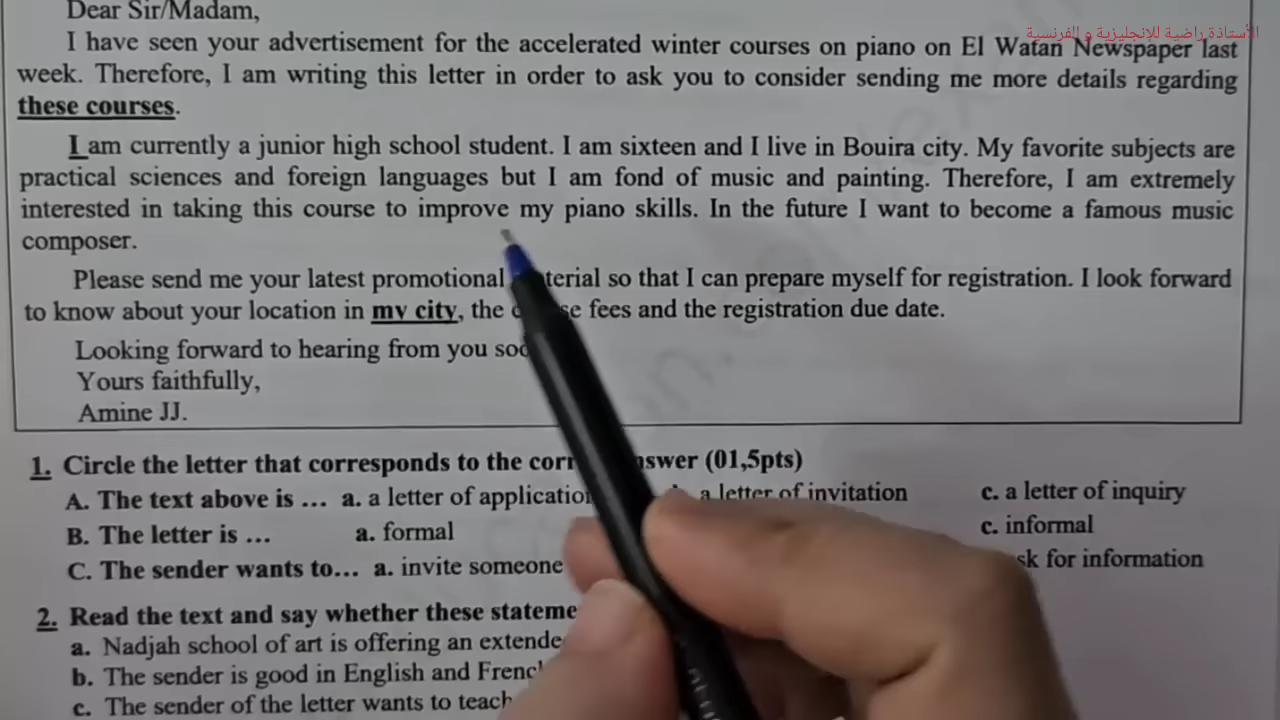 الأستاذة راضية للانجليزية و الفرنسية
Dear Sir/Madam,
I have seen your advertisement for the accelerated winter courses on piano on El Watan Newspaper last
week. Therefore, I am writing this letter in order to ask you to consider sending me more details regarding
these courses.
I am currently a junior high school student. I am sixteen and I live in Bouira city. My favorite subjects are
practical sciences and foreign languages but I am fond of music and painting. Therefore, I am extremely
interested in taking this course to improve my piano skills. In the future I want to become a famous music
composer.
Please send me your latest promotional material so that I can prepare myself for registration. I look forward
to know about your location in my city, the fees and the registration due date.
Looking forward to hearing from you
Yours faithfully,
Amine JJ.
1. Circle the letter that corresponds to the answer (01,5pts)
A. The text above is ... a. a letter of application a letter of invitation c. a letter of inquiry
B. The letter is ... a. formal c. informal
C. The sender wants to... a. invite someone ask for information
2. Read the text and say whether these
a. Nadjah school of art is offering an
b. The sender is good in English and French
c. The sender of the letter wants to teach